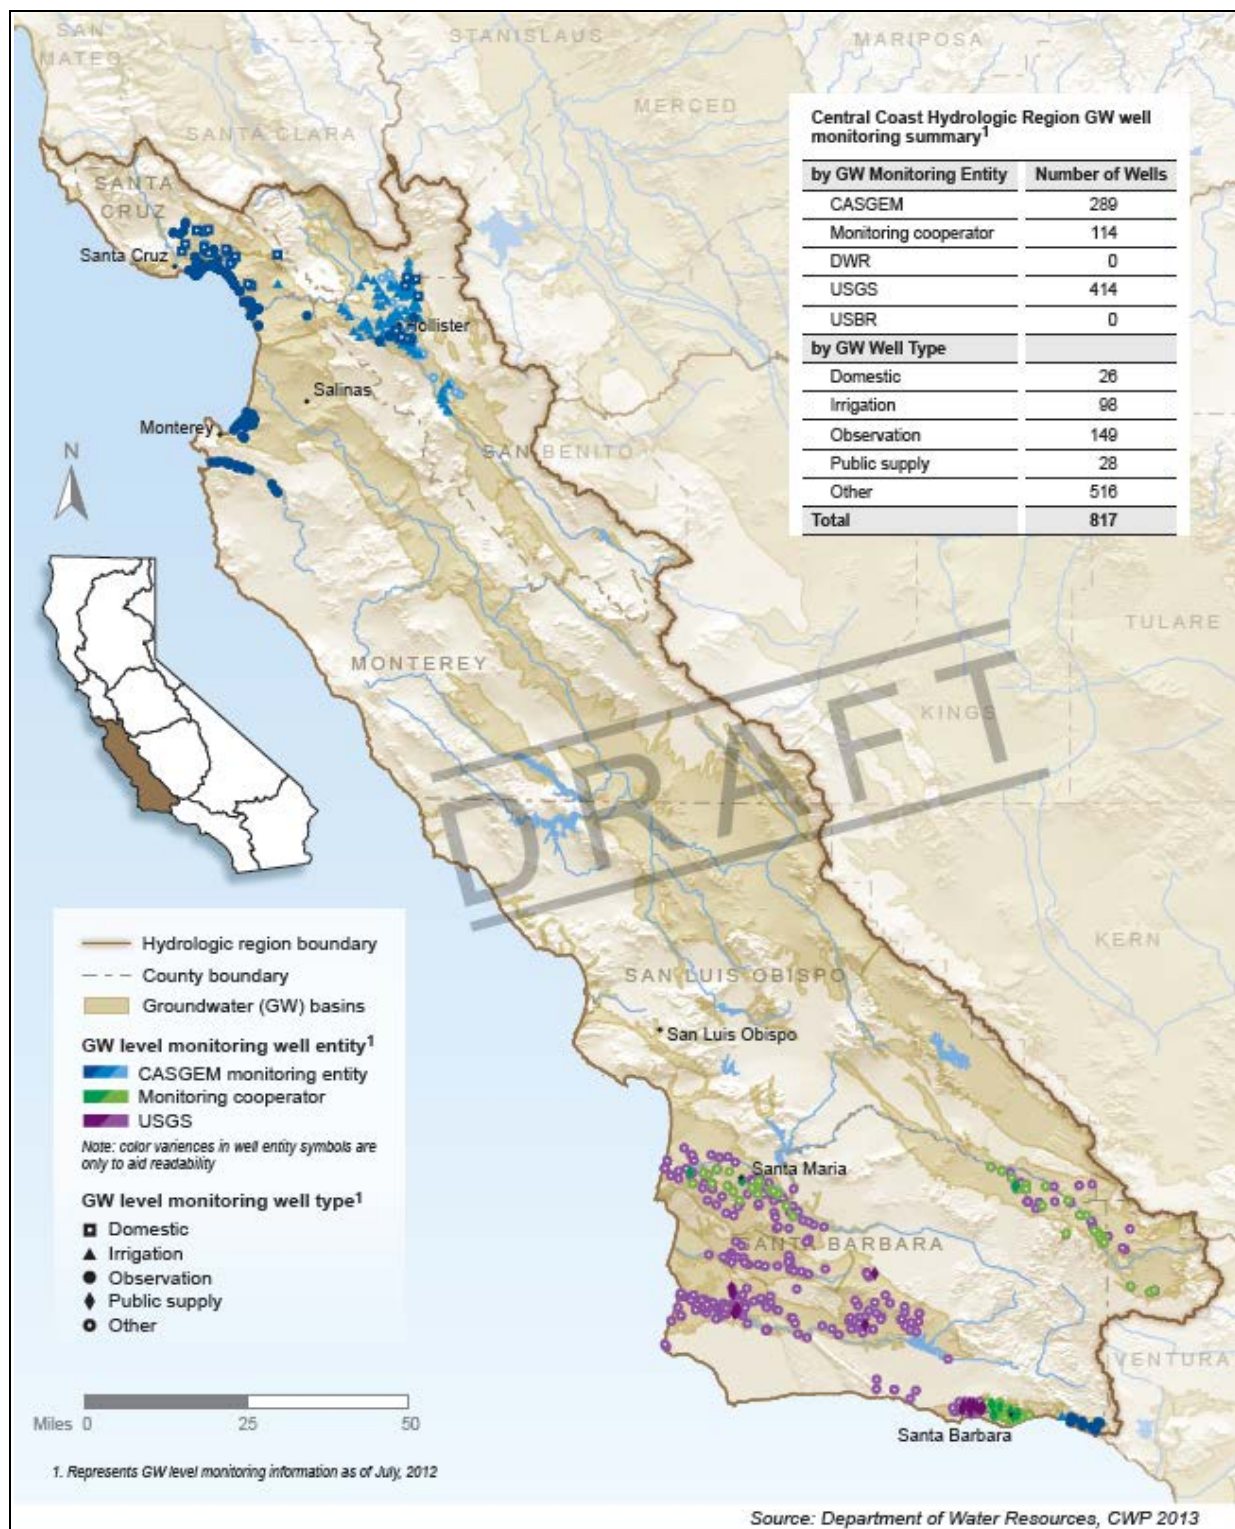 SAN
MATEO
STANISLAUS
MARIPOSA
MERCED
SANTA CLARA
Central Coast Hydrologic Region GW well
monitoring summary1
by GW Monitoring Entity Number of Wells
CASGEM 289
Monitoring cooperator 114
DWR 0
USGS 414
USBR 0
by GW Well Type
Domestic 26
Irrigation 98
Observation 149
Public supply 28
Other 516
Total 817
SANTA
CRUZ
Santa Cruz
Hollister
Salinas
Monterey
SAN BENITO
N
TULARE
MONTEREY
KINGS
DRAFT
KERN
SAN LUIS OBISPO
San Luis Obispo
Hydrologic region boundary
County boundary
Groundwater (GW) basins
GW level monitoring well entity1
CASGEM monitoring entity
Monitoring cooperator
USGS
Note: color variances in well entity symbols are
only to aid readability
GW level monitoring well type1
Domestic
Irrigation
Observation
Public supply
Other
Santa Maria
SANTA BARBARA
VENTURA
Santa Barbara
Miles 0 25 50
1. Represents GW level monitoring information as of July, 2012
Source: Department of Water Resources, CWP 2013